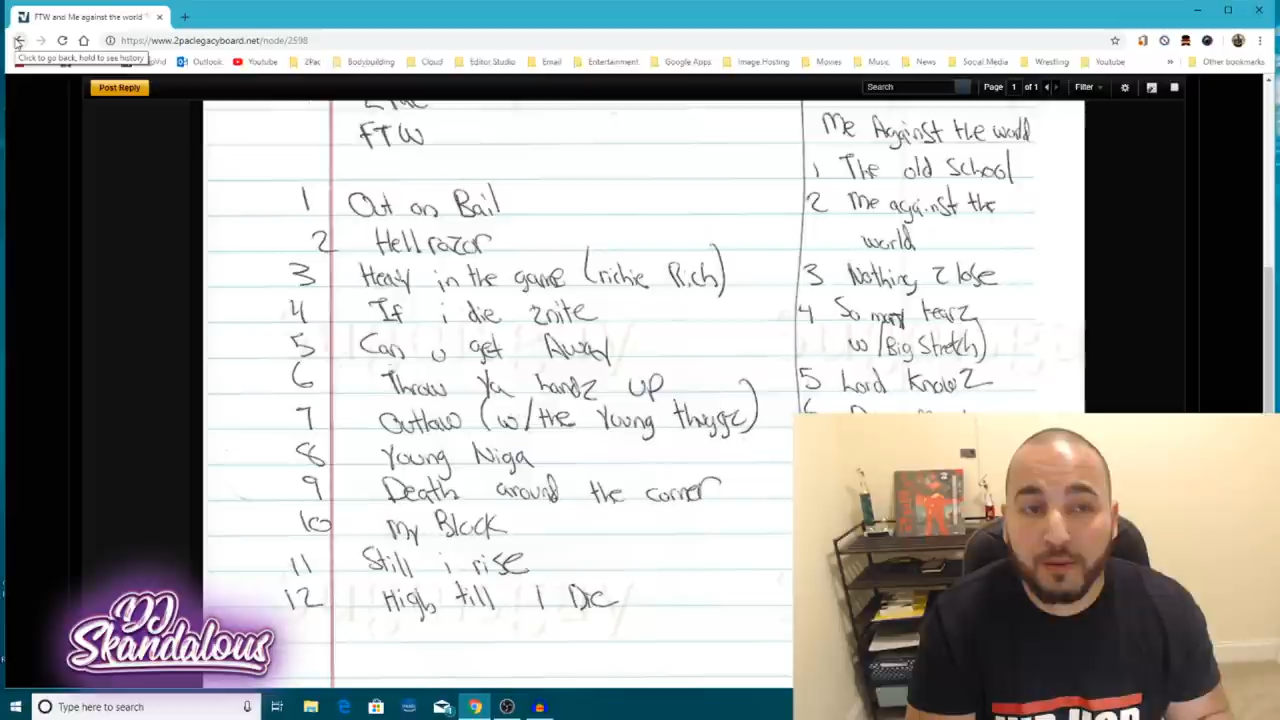 FTW and Me against the world
https://www.2paclegacyboard.net/node/2598
Click to go back, hold to see history
Outlook
Youtube
2Pac
Bodybuilding
Cloud
Editor Studio
Email
Entertainment
Google Apps
Image Hosting
Movies
Music
News
Social Media
Wrestling
Youtube
Other bookmarks
Post Reply
Search
Page 1 of 1
Filter
FTW
1 Out on Bail
2 Hellrazor
3 Heavy in the game (richie Rich)
4 If i die 2nite
5 Can u get Away
6 Throw Ya handz up
7 Outlaw (w/the Young thuggz)
8 Young Niga
9 Death around the corner
10 My Block
11 Still i rise
12 High till I Die
Me Against the world
1 The old School
2 Me against the
world
3 Nothing 2 lose
4 So many tearz
w/(Big Stretch)
5 Lord KnowZ
DJ
Skandalous
HIP HOP
Type here to search